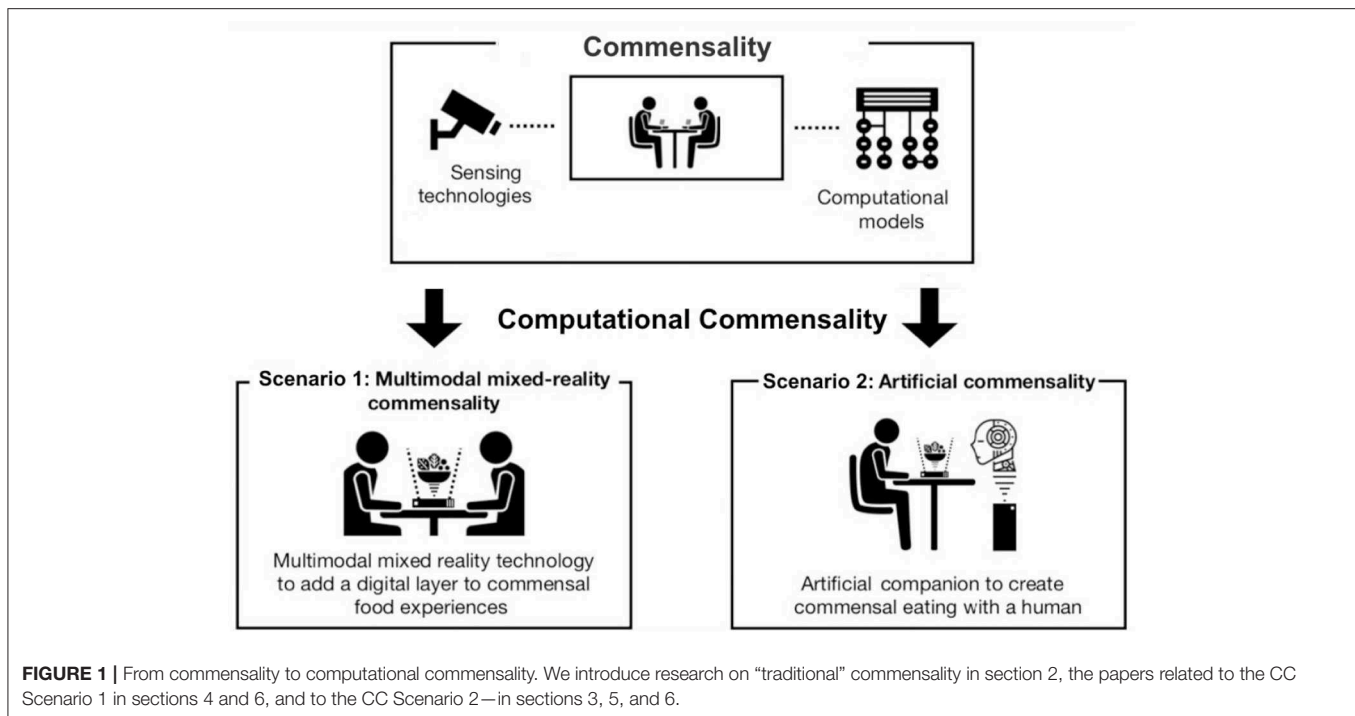 Commensality
Sensing
technologies
Computational
models
Computational Commensality
Scenario 1: Multimodal mixed-reality
commensality
Multimodal mixed reality technology
to add a digital layer to commensal
food experiences
Scenario 2: Artificial commensality
Artificial companion to create
commensal eating with a human
FIGURE 1 | From commensality to computational commensality. We introduce research on “traditional” commensality in section 2, the papers related to the CC
Scenario 1 in sections 4 and 6, and to the CC Scenario 2—in sections 3, 5, and 6.